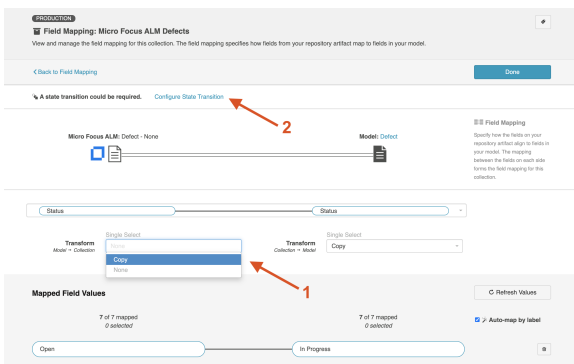 PRODUCTION
Field Mapping: Micro Focus ALM Defects
View and manage the field mapping for this collection. The field mapping specifies how fields from your repository artifact map to fields in your model.
Back to Field Mapping
Done
A state transition could be required. Configure State Transition
2
Field Mapping
Specify how the fields on your
repository artifact align to fields in
your model. The mapping
between the fields on each side
forms the field mapping for this
collection.
Micro Focus ALM: Defect - None
Model: Defect
Status
Status
Single Select
Single Select
Transform
Model → Collection
None
Transform
Collection → Model
Copy
Copy
None
1
Mapped Field Values
Refresh Values
7 of 7 mapped
0 selected
7 of 7 mapped
0 selected
Auto-map by label
Open
In Progress